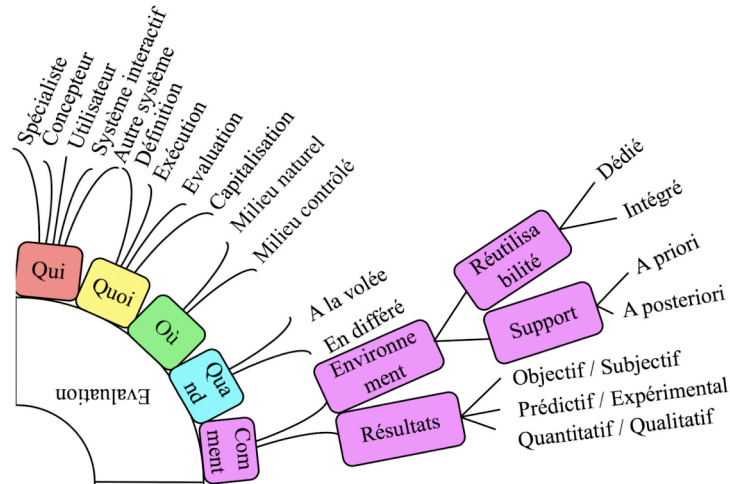 Spécialiste
Concepteur
Utilisateur
Système interactif
Autre système
Définition
Exécution
Evaluation
Capitalisation
Milieu naturel
Milieu contrôlé
A la volée
En différé
Qui
Quoi
Où
Qua
nd
Com
ment
Evaluation
Environne
ment
Résultats
Réutilisa
bilité
Support
Dédié
Intégré
A priori
A posteriori
Objectif / Subjectif
Prédictif / Expérimental
Quantitatif / Qualitatif